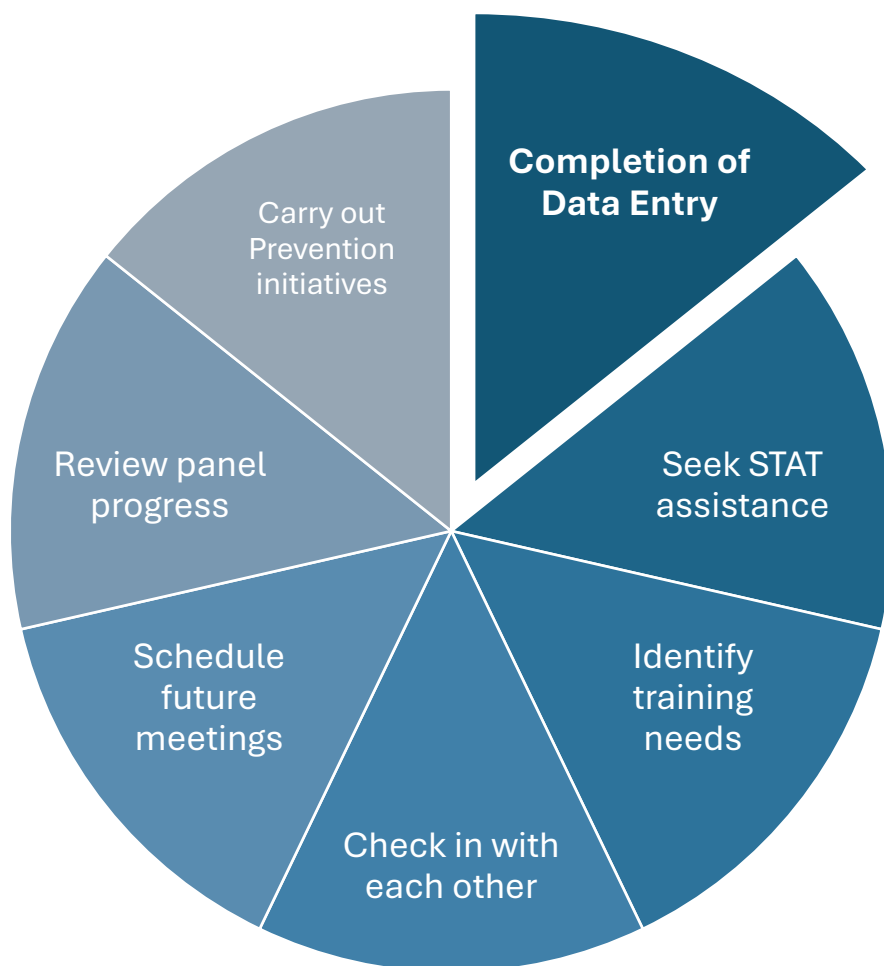 Completion of
Data Entry
Seek STAT
assistance
Identify
training
needs
Check in with
each other
Schedule
future
meetings
Review panel
progress
Carry out
Prevention
initiatives